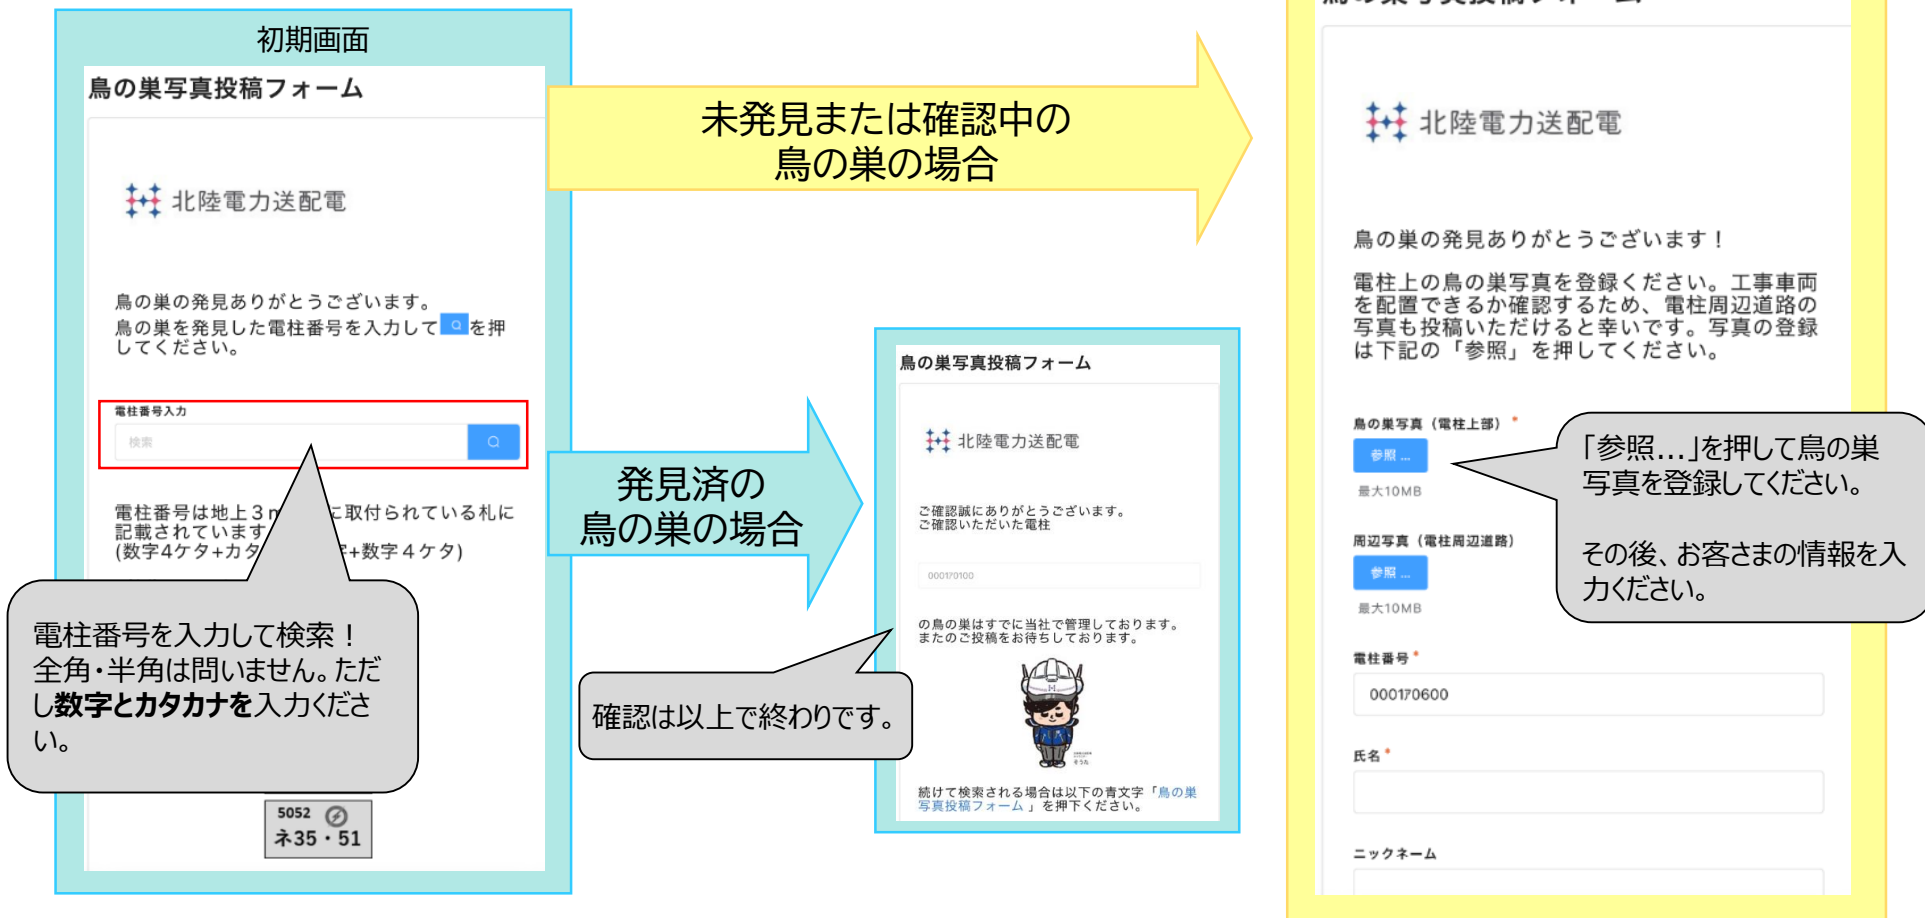 初期画面
鳥の巣写真投稿フォーム
北陸電力送配電
鳥の巣の発見ありがとうございます。
鳥の巣を発見した電柱番号を入力して
を押
してください。
電柱番号入力
検索
電柱番号は地上3m
に取付られている札に
記載されています
(数字4ケタ+カタ
字+数字4ケタ)
電柱番号を入力して検索！
全角・半角は問いません。ただ
し数字とカタカナを入力くださ
い。
5052
ネ35・51
未発見または確認中の
鳥の巣の場合
発見済の
鳥の巣の場合
鳥の巣写真投稿フォーム
北陸電力送配電
ご確認誠にありがとうございます。
ご確認いただいた電柱
000170100
の鳥の巣はすでに当社で管理しております。
またのご投稿をお待ちしております。
そうた
続けて検索される場合は以下の青文字「鳥の巣
写真投稿フォーム 」を押下ください。
確認は以上で終わりです。
鳥の巣写真投稿フォーム
北陸電力送配電
鳥の巣の発見ありがとうございます！
電柱上の鳥の巣写真を登録ください。工事車両
を配置できるか確認するため、電柱周辺道路の
写真も投稿いただけると幸いです。写真の登録
は下記の「参照」を押してください。
鳥の巣写真（電柱上部）*
参照 ...
最大10MB
周辺写真（電柱周辺道路）
参照 ...
最大10MB
「参照…」を押して鳥の巣
写真を登録してください。
その後、お客さまの情報を入
力ください。
電柱番号*
000170600
氏名*
ニックネーム